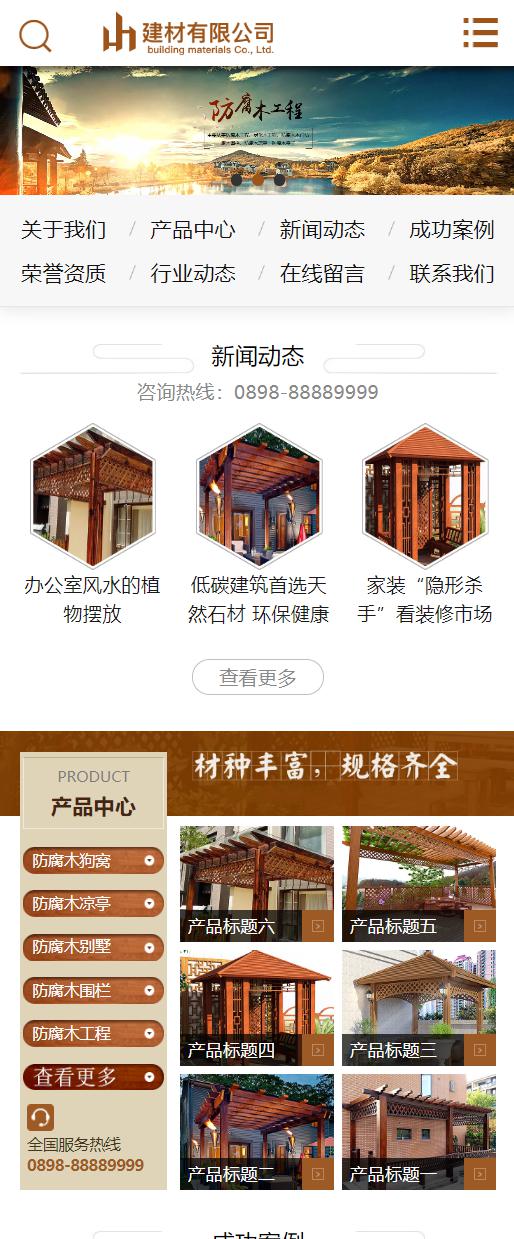 建材有限公司
building materials Co., Ltd.
防腐木工程
关于我们 / 产品中心 / 新闻动态 / 成功案例
荣誉资质 / 行业动态 / 在线留言 / 联系我们
新闻动态
咨询热线：0898-88889999
办公室风水的植
物摆放
低碳建筑首选天
然石材 环保健康
家装“隐形杀
手”看装修市场
查看更多
材种丰富，规格齐全
PRODUCT
产品中心
防腐木狗窝
防腐木凉亭
防腐木别墅
防腐木围栏
防腐木工程
查看更多
全国服务热线
0898-88889999
产品标题六
产品标题五
产品标题四
产品标题三
产品标题二
产品标题一
成功案例